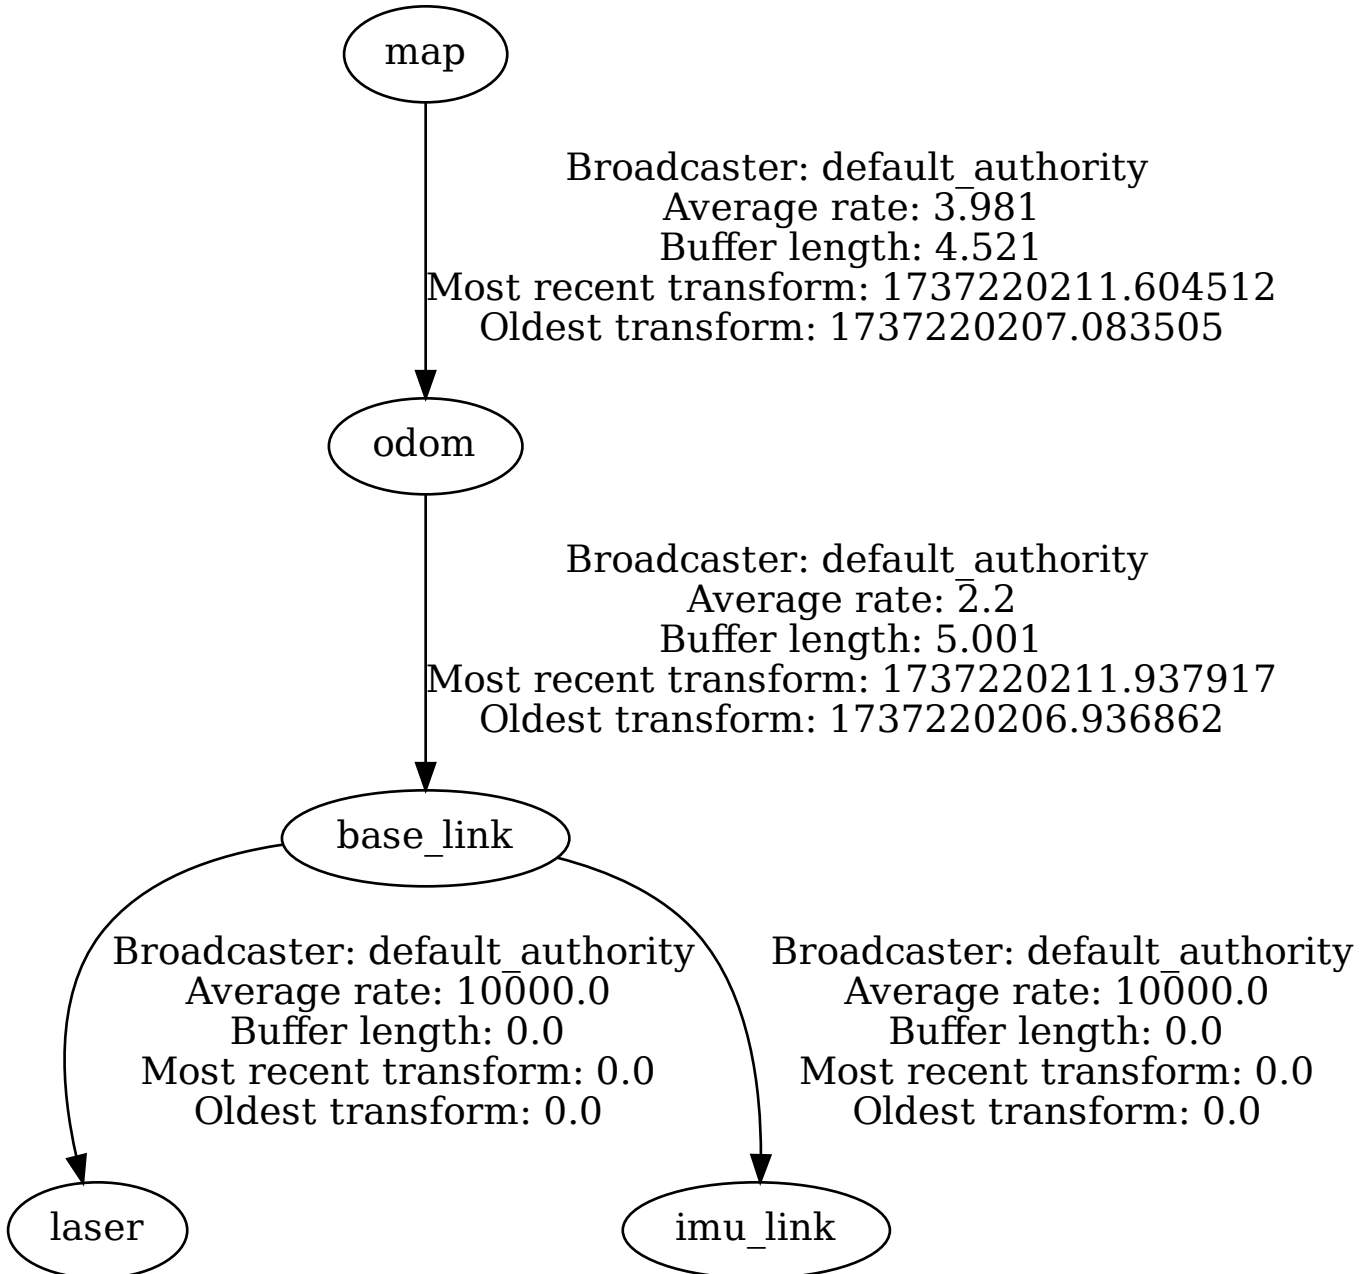 map
Broadcaster: default_authority
Average rate: 3.981
Buffer length: 4.521
Most recent transform: 1737220211.604512
Oldest transform: 1737220207.083505
odom
Broadcaster: default_authority
Average rate: 2.2
Buffer length: 5.001
Most recent transform: 1737220211.937917
Oldest transform: 1737220206.936862
base_link
Broadcaster: default_authority
Average rate: 10000.0
Buffer length: 0.0
Most recent transform: 0.0
Oldest transform: 0.0
Broadcaster: default_authority
Average rate: 10000.0
Buffer length: 0.0
Most recent transform: 0.0
Oldest transform: 0.0
laser
imu_link